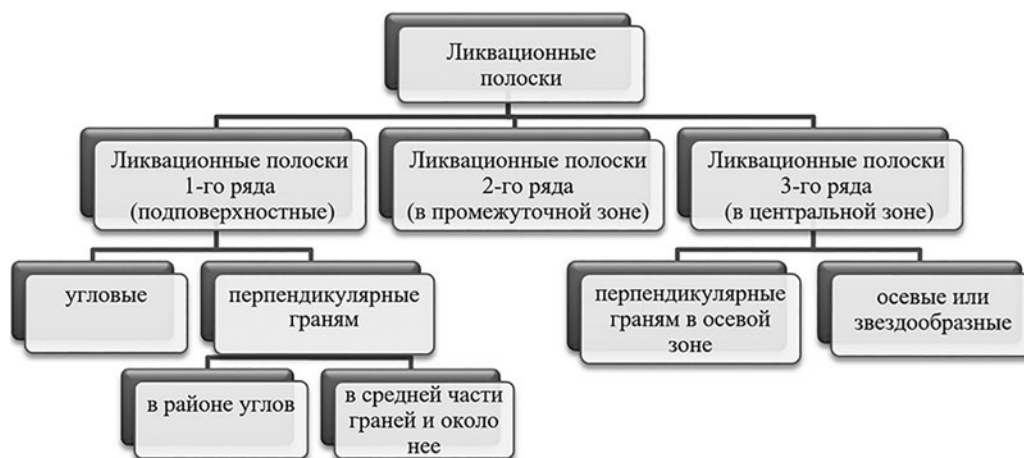 Ликвационные
полоски
Ликвационные полоски
1-го ряда
(подповерхностные)
Ликвационные полоски
2-го ряда
(в промежуточной зоне)
Ликвационные полоски
3-го ряда
(в центральной зоне)
угловые
перпендикулярные
граням
перпендикулярные
граням в осевой
зоне
осевые или
звездообразные
в районе углов
в средней части
граней и около
нее